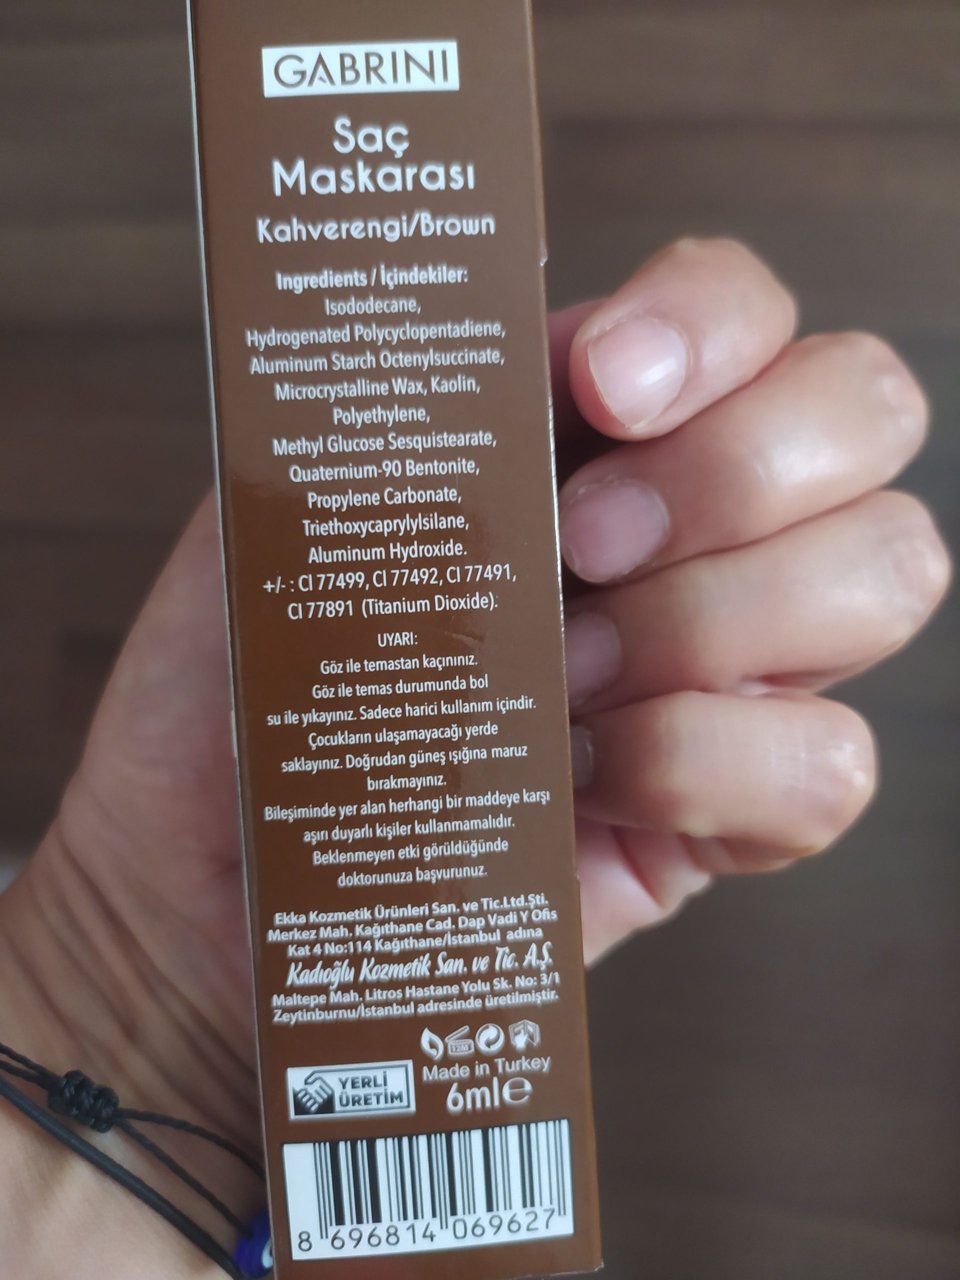 GABRINI
Saç
Maskarası
Kahverengi/Brown
Ingredients / İçindekiler:
Isododecane,
Hydrogenated Polycyclopentadiene,
Aluminum Starch Octenylsuccinate,
Microcrystalline Wax, Kaolin,
Polyethylene,
Methyl Glucose Sesquistearate,
Quaternium-90 Bentonite,
Propylene Carbonate,
Triethoxycaprylylsilane,
Aluminum Hydroxide.
+/- : CI 77499, CI 77492, CI 77491,
CI 77891 (Titanium Dioxide).
UYARI:
Göz ile temastan kaçınınız.
Göz ile temas durumunda bol
su ile yıkayınız. Sadece harici kullanım içindir.
Çocukların ulaşamayacağı yerde
saklayınız. Doğrudan güneş ışığına maruz
bırakmayınız.
Bileşiminde yer alan herhangi bir maddeye karşı
aşırı duyarlı kişiler kullanmamalıdır.
Beklenmeyen etki görüldüğünde
doktorunuza başvurunuz.
Ekka Kozmetik Ürünleri San. ve Tic.Ltd.Şti.
Merkez Mah. Kağıthane Cad. Dap Vadi Y Ofis
Kat 4 No:114 Kağıthane/İstanbul adına
Kadıoğlu Kozmetik San. ve Tic. A.Ş.
Maltepe Mah. Litros Hastane Yolu Sk. No: 3/1
Zeytinburnu/İstanbul adresinde üretilmiştir.
12M
Made in Turkey
YERLİ
ÜRETİM
6ml℮
8 696814 069627